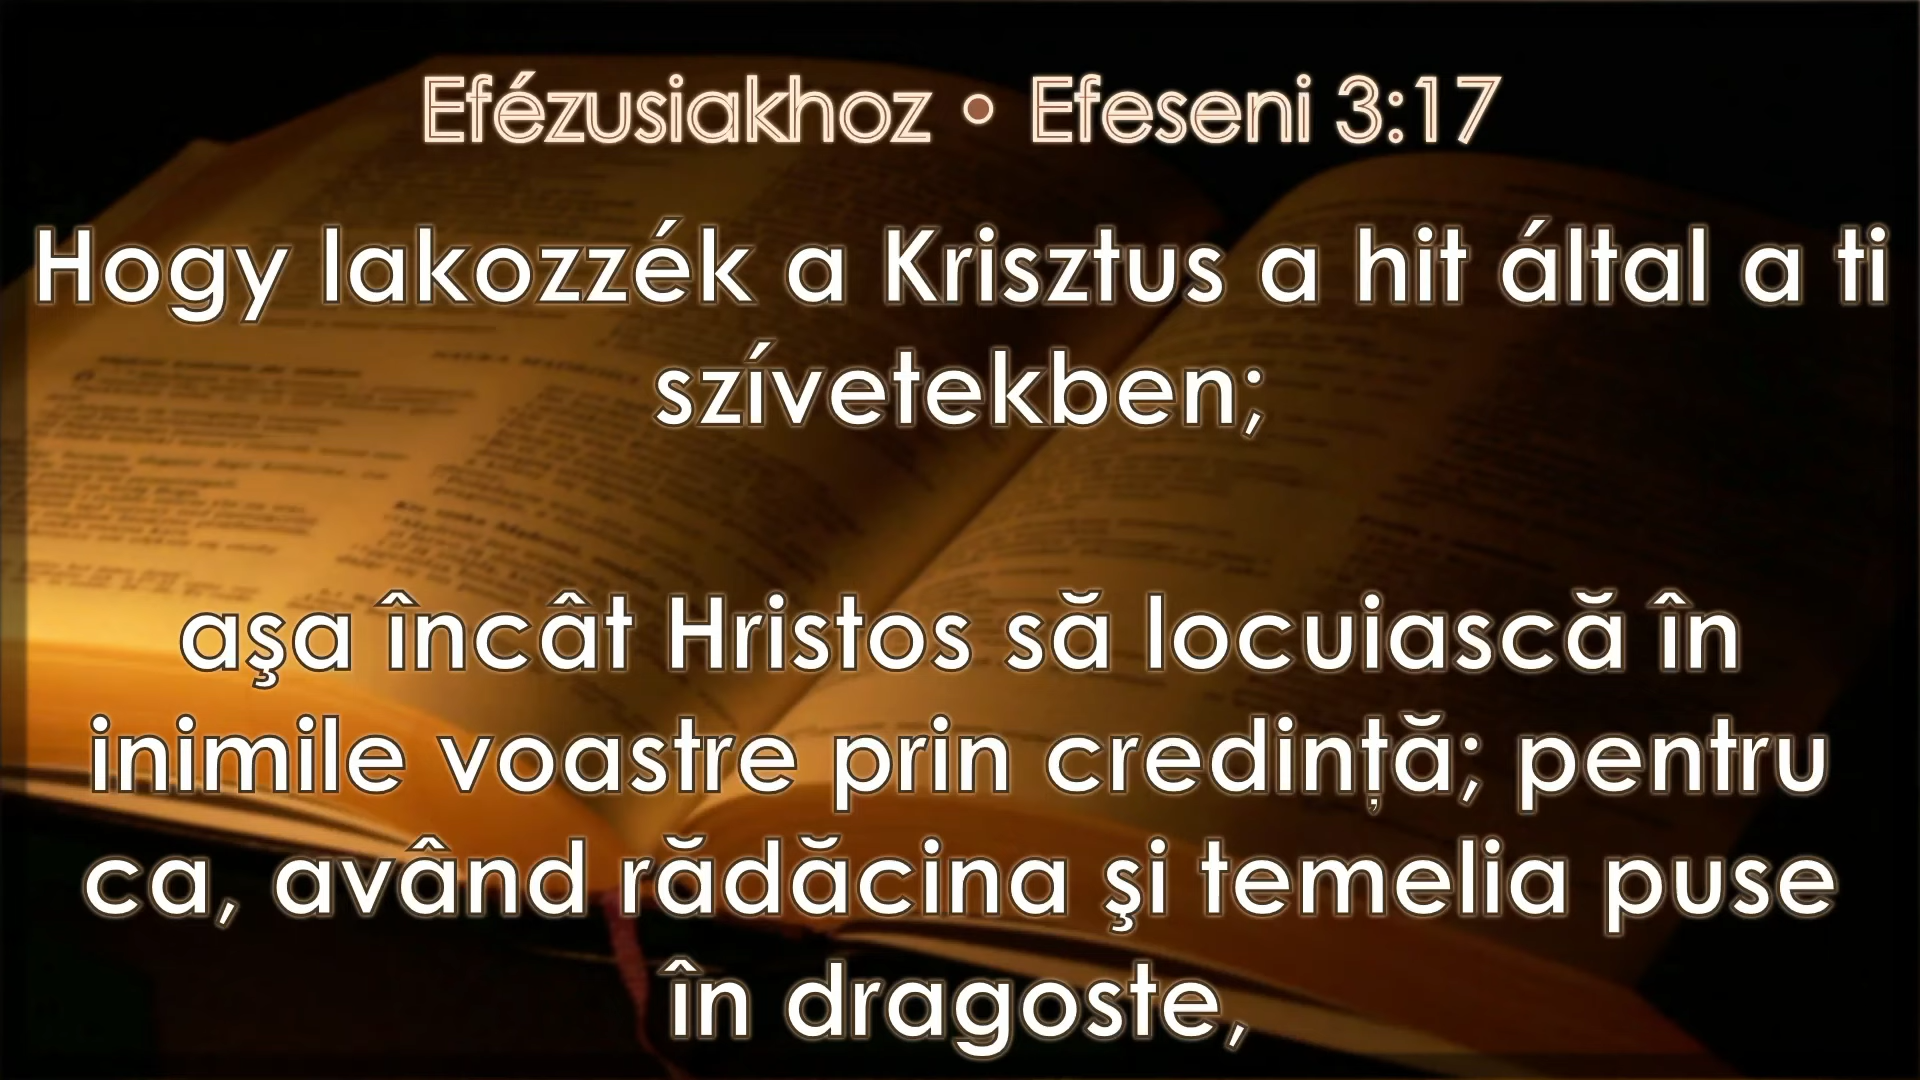 Efézusiakhoz • Efeseni 3:17
Hogy lakozzék a Krisztus a hit által a ti
szívetekben;
aşa încât Hristos să locuiască în
inimile voastre prin credință; pentru
ca, având rădăcina şi temelia puse
în dragoste,